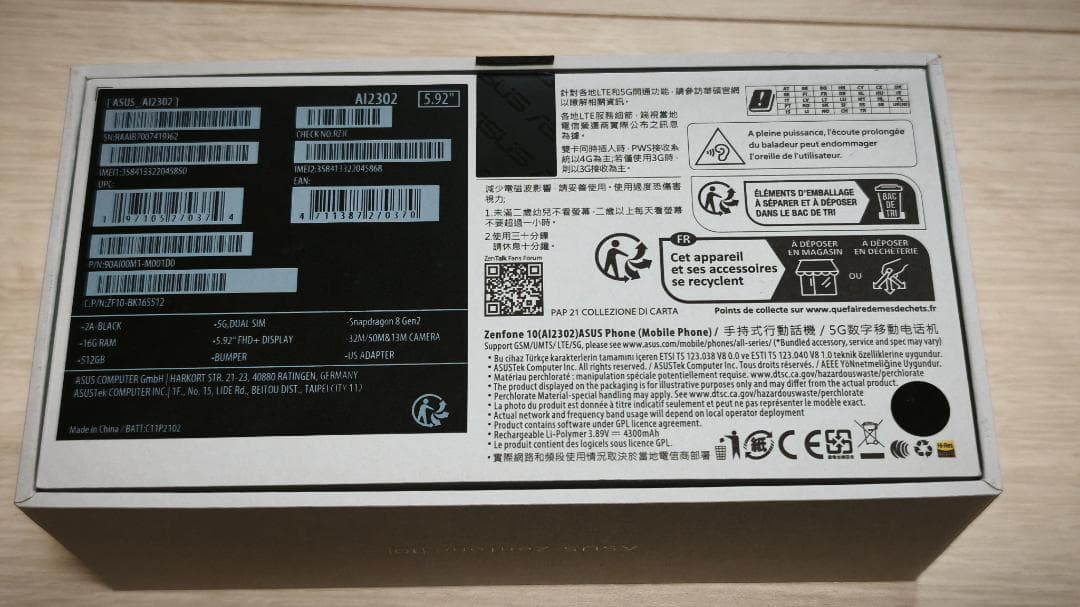 [ ASUS_AI2302 ]
AI2302
5.92"
SN:RAAIB7007419J62
CHECK NO.:RZJE
IMEI1:358413322045850
IMEI2:358413322045868
UPC:
EAN:
1 97105 27037 4
4 711387 270370
P/N:90AI00M1-M001D0
C.P/N:ZF10-BK165512
-2A-BLACK
-5G,DUAL SIM
-Snapdragon 8 Gen2
-16G RAM
-5.92" FHD+ DISPLAY
-32M/50M&13M CAMERA
-512GB
-BUMPER
-US ADAPTER
ASUS COMPUTER GmbH | HARKORT STR. 21-23, 40880 RATINGEN, GERMANY
ASUSTek COMPUTER INC.| 1F., No. 15, LIDE Rd., BEITOU DIST., TAIPEI CITY 112
Made in China / BATT:C11P2102
針對各地LTE和5G開通功能,請參訪華碩官網
以瞭解相關資訊。
各地LTE服務細節,端視當地
電信營運商實際公布之訊息
為據。
雙卡同時插入時,PWS接收系
統以4G為主;若僅使用3G時,
則以3G接收為主。
減少電磁波影響,請妥善使用。使用過度恐傷害
視力:
1.未滿二歲幼兒不看螢幕,二歲以上每天看螢幕
不要超過一小時。
2.使用三十分鐘
請休息十分鐘。
ZenTalk Fans Forum
PAP 21 COLLEZIONE DI CARTA
A pleine puissance, l'écoute prolongée
du baladeur peut endommager
l'oreille de l'utilisateur.
ÉLÉMENTS D'EMBALLAGE
À SÉPARER ET À DÉPOSER
DANS LE BAC DE TRI
BAC
DE
TRI
FR
Cet appareil
et ses accessoires
se recyclent
À DÉPOSER
EN MAGASIN
OU
À DÉPOSER
EN DÉCHÈTERIE
Points de collecte sur www.quefairedemesdechets.fr
Zenfone 10(AI2302)ASUS Phone (Mobile Phone) / 手持式行動話機 / 5G数字移动电话机
Support GSM/UMTS/LTE/5G, please see www.asus.com/mobile/phones/all-series/ (*Bundled accessory, service and spec may vary)
• Bu cihaz Türkçe karakterlerin tamamını içeren ETSI TS 123.038 V8 0.0 ve ESTI TS 123.040 V8 1.0 teknik özelliklerine uygundur.
• ASUSTek Computer Inc. All rights reserved. / ASUSTek Computer Inc. Tous droits réservés. / AEEE Yönetmeliğine Uygundur.
• Matériau perchloraté : manipulation spéciale potentiellement requise. www.dtsc.ca.gov/hazardouswaste/perchlorate
• The product displayed on the packaging is for illustrative purposes only and may differ from the actual product.
• Perchlorate Material-special handling may apply. See www.dtsc.ca.gov/hazardouswaste/perchlorate
• La photo du produit est donnée à titre indicatif seulement et peut ne pas représenter le modèle exact.
• Actual network and frequency band usage will depend on local operator deployment
• Product contains software under GPL licence agreement.
• Rechargeable Li-Polymer 3.89V ⎓ 4300mAh
• Le produit contient des logiciels sous licence GPL.
• 實際網路和頻段使用情況取決於當地電信商部署
紙
CE
Hi-Res